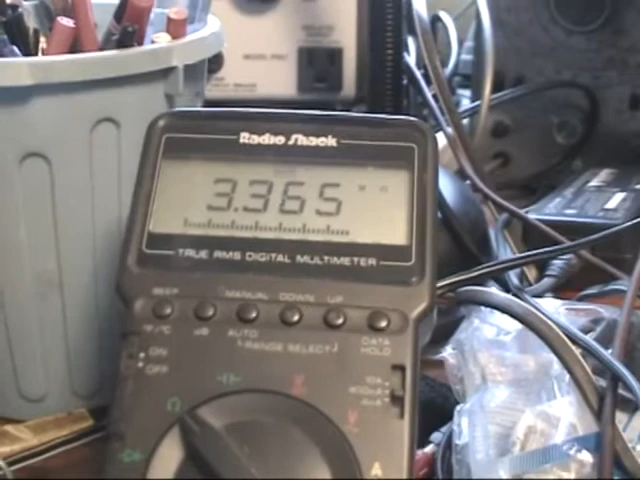 Radio Shack
3.365
TRUE RMS DIGITAL MULTIMETER
BEEP
MANUAL DOWN UP
°F/°C
dB
AUTO
RANGE SELECT
DATA
HOLD
ON
OFF
Ω
A